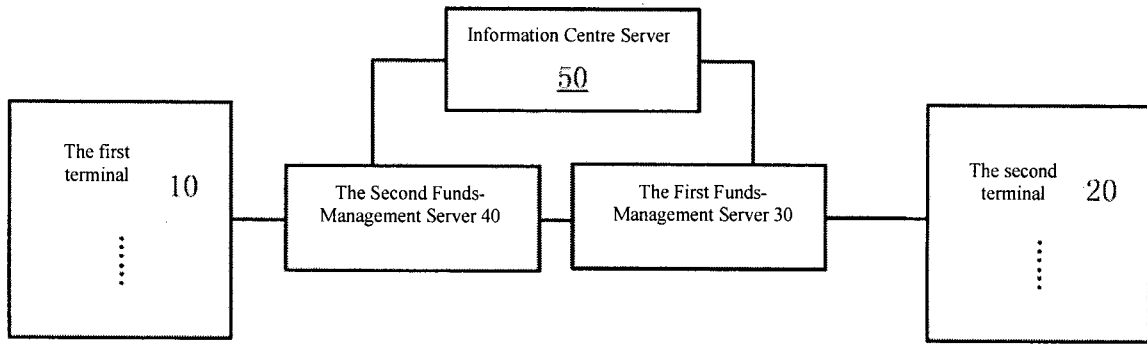 Information Centre Server
50
The first
terminal
10
The Second Funds-
Management Server 40
The First Funds-
Management Server 30
The second
terminal
20